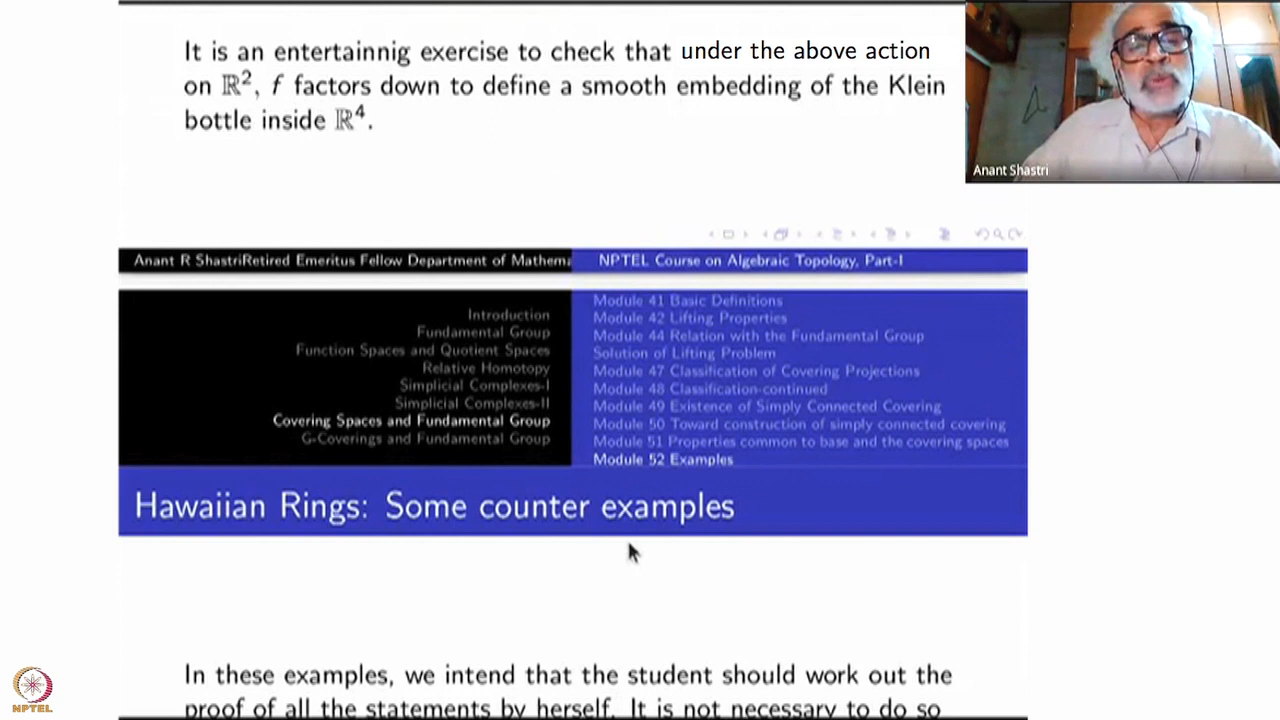 It is an entertainnig exercise to check that under the above action
on ℝ², f factors down to define a smooth embedding of the Klein
bottle inside ℝ⁴.
Anant Shastri
Anant R ShastriRetired Emeritus Fellow Department of Mathema
NPTEL Course on Algebraic Topology, Part-I
Introduction
Fundamental Group
Function Spaces and Quotient Spaces
Relative Homotopy
Simplicial Complexes-I
Simplicial Complexes-II
Covering Spaces and Fundamental Group
G-Coverings and Fundamental Group
Module 41 Basic Definitions
Module 42 Lifting Properties
Module 44 Relation with the Fundamental Group
Solution of Lifting Problem
Module 47 Classification of Covering Projections
Module 48 Classification-continued
Module 49 Existence of Simply Connected Covering
Module 50 Toward construction of simply connected covering
Module 51 Properties common to base and the covering spaces
Module 52 Examples
Hawaiian Rings: Some counter examples
In these examples, we intend that the student should work out the
proof of all the statements by herself. It is not necessary to do so
NPTEL